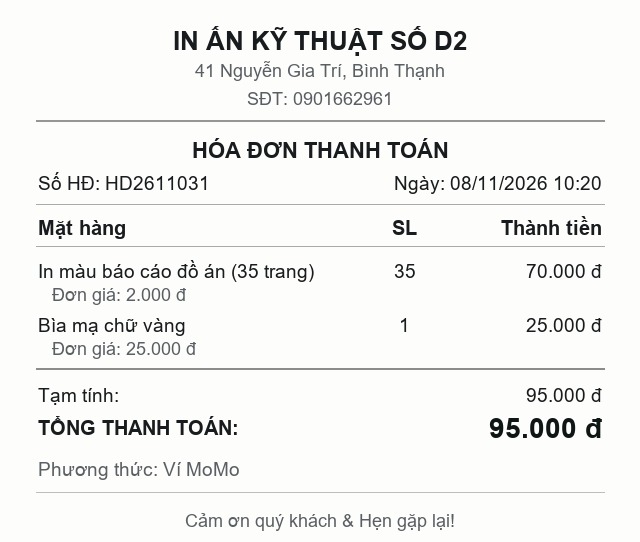 IN ẤN KỸ THUẬT SỐ D2
41 Nguyễn Gia Trí, Bình Thạnh
SĐT: 0901662961
HÓA ĐƠN THANH TOÁN
Số HĐ: HD2611031 Ngày: 08/11/2026 10:20
Mặt hàng SL Thành tiền
In màu báo cáo đồ án (35 trang) 35 70.000 đ
Đơn giá: 2.000 đ
Bìa mạ chữ vàng 1 25.000 đ
Đơn giá: 25.000 đ
Tạm tính: 95.000 đ
TỔNG THANH TOÁN: 95.000 đ
Phương thức: Ví MoMo
Cảm ơn quý khách & Hẹn gặp lại!